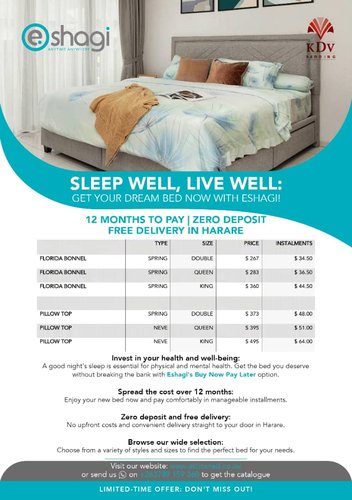 eshagi
ANYTIME ANYWHERE
KDV
BEDDING
SLEEP WELL, LIVE WELL:
GET YOUR DREAM BED NOW WITH ESHAGI!
12 MONTHS TO PAY | ZERO DEPOSIT
FREE DELIVERY IN HARARE
TYPE SIZE PRICE INSTALMENTS
FLORIDA BONNEL SPRING DOUBLE $ 267 $ 34.50
FLORIDA BONNEL SPRING QUEEN $ 283 $ 36.50
FLORIDA BONNEL SPRING KING $ 360 $ 44.50
PILLOW TOP SPRING DOUBLE $ 373 $ 48.00
PILLOW TOP NEVE QUEEN $ 395 $ 51.00
PILLOW TOP NEVE KING $ 495 $ 64.00
Invest in your health and well-being:
A good night's sleep is essential for physical and mental health. Get the bed you deserve
without breaking the bank with Eshagi's Buy Now Pay Later option.
Spread the cost over 12 months:
Enjoy your new bed now and pay comfortably in manageable installments.
Zero deposit and free delivery:
No upfront costs and convenient delivery straight to your door in Harare.
Browse our wide selection:
Choose from a variety of styles and sizes to find the perfect bed for your needs.
Visit our website:
or send us on to get the catalogue
LIMITED-TIME OFFER: DON'T MISS OUT!